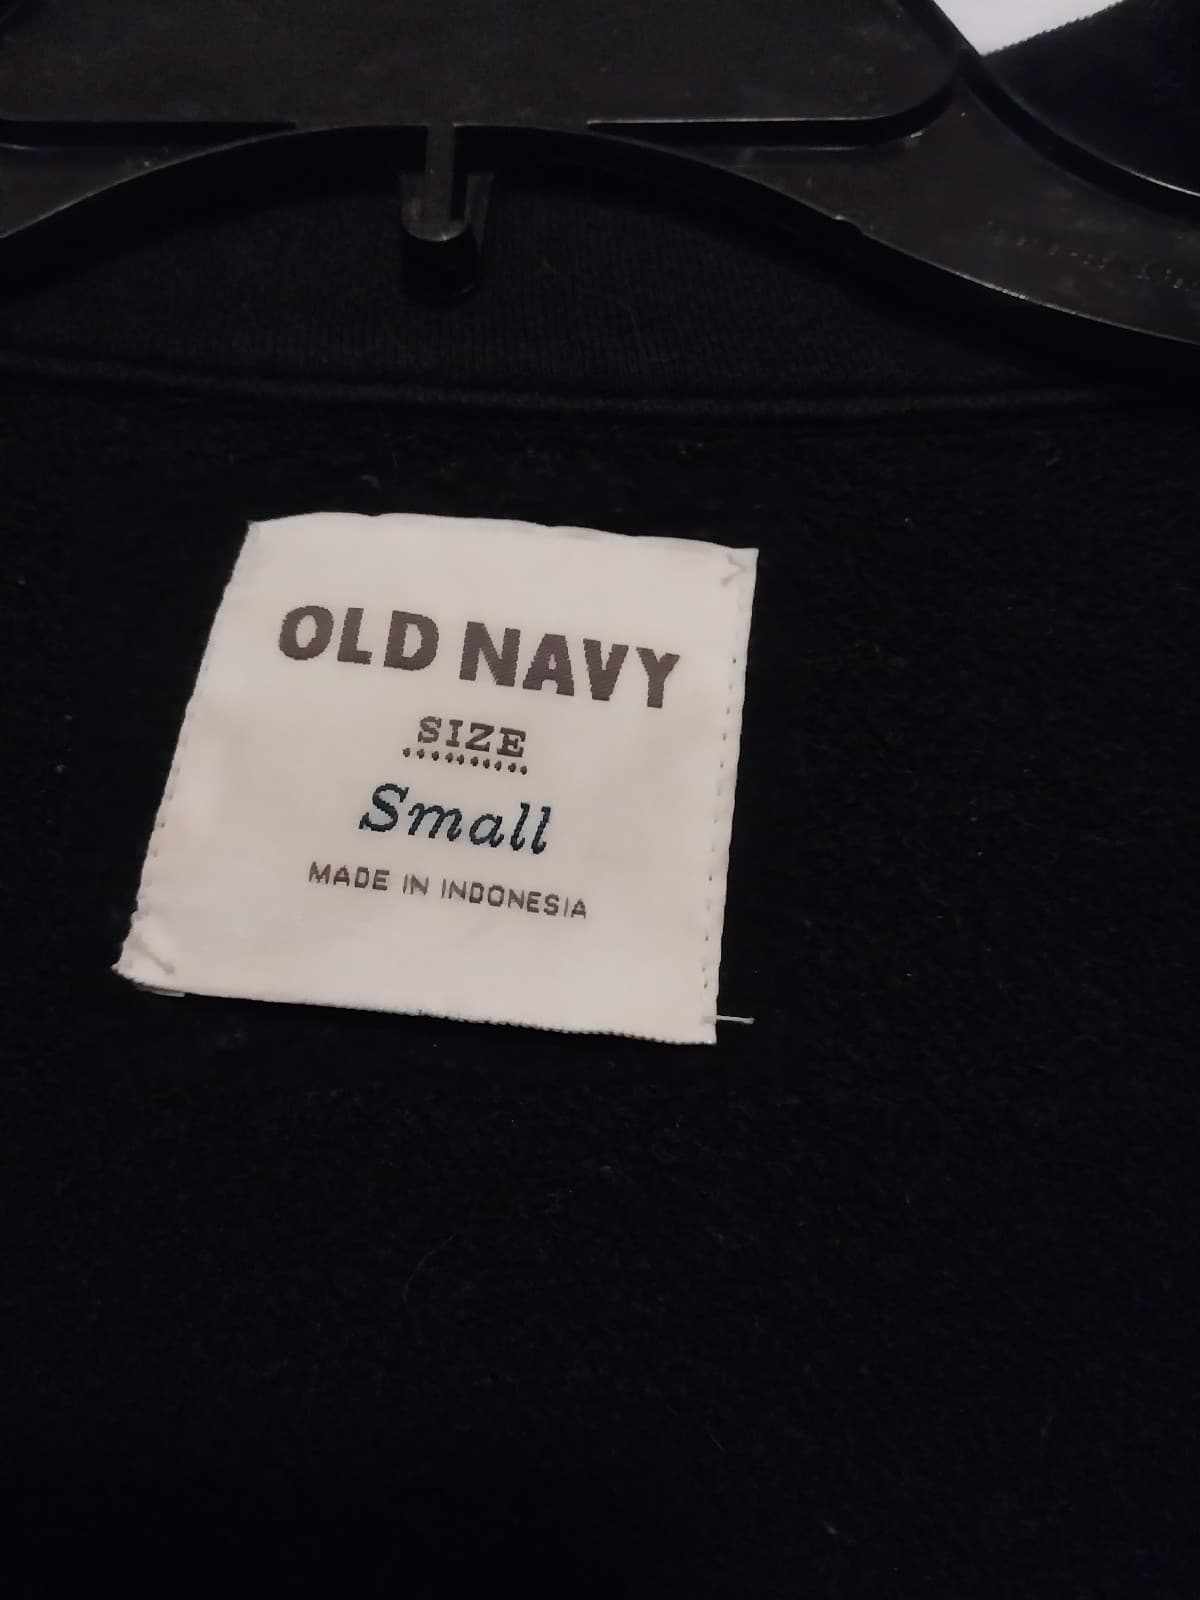 OLD NAVY
SIZE
Small
MADE IN INDONESIA